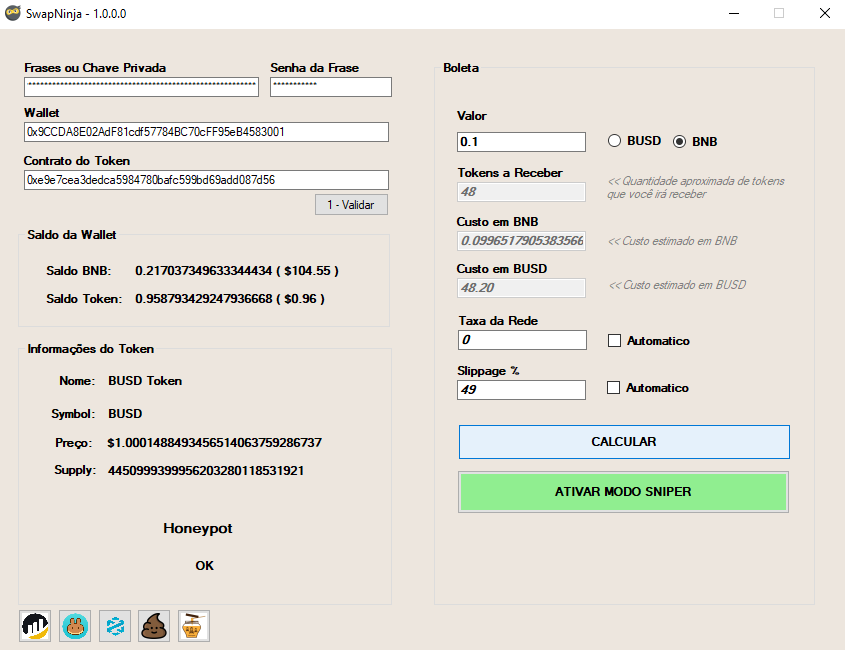 SwapNinja - 1.0.0.0
Frases ou Chave Privada
Senha da Frase
Wallet
0x9CCDA8E02AdF81cdf57784BC70cFF95eB4583001
Contrato do Token
0xe9e7cea3dedca5984780bafc599bd69add087d56
1 - Validar
Saldo da Wallet
Saldo BNB: 0.217037349633344434 ( $104.55 )
Saldo Token: 0.958793429247936668 ( $0.96 )
Informações do Token
Nome: BUSD Token
Symbol: BUSD
Preço: $1.0001488493456514063759286737
Supply: 4450999399956203280118531921
Honeypot
OK
Boleta
Valor
0.1
BUSD
BNB
Tokens a Receber
48
<< Quantidade aproximada de tokens
que você irá receber
Custo em BNB
0.0996517905383566
<< Custo estimado em BNB
Custo em BUSD
48.20
<< Custo estimado em BUSD
Taxa da Rede
0
Automatico
Slippage %
49
Automatico
CALCULAR
ATIVAR MODO SNIPER